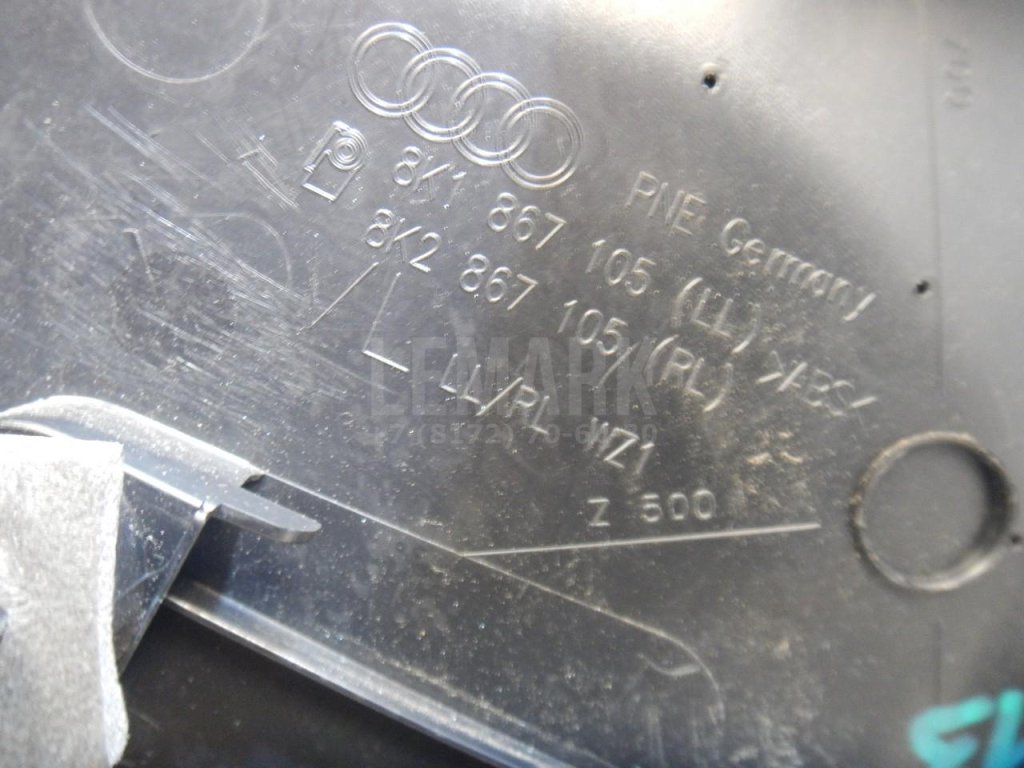 PNE Germany
8K1 867 105 (LL) >ABS<
8K2 867 105 (RL)
LL/RL WZ1
Z 500
LEMARK